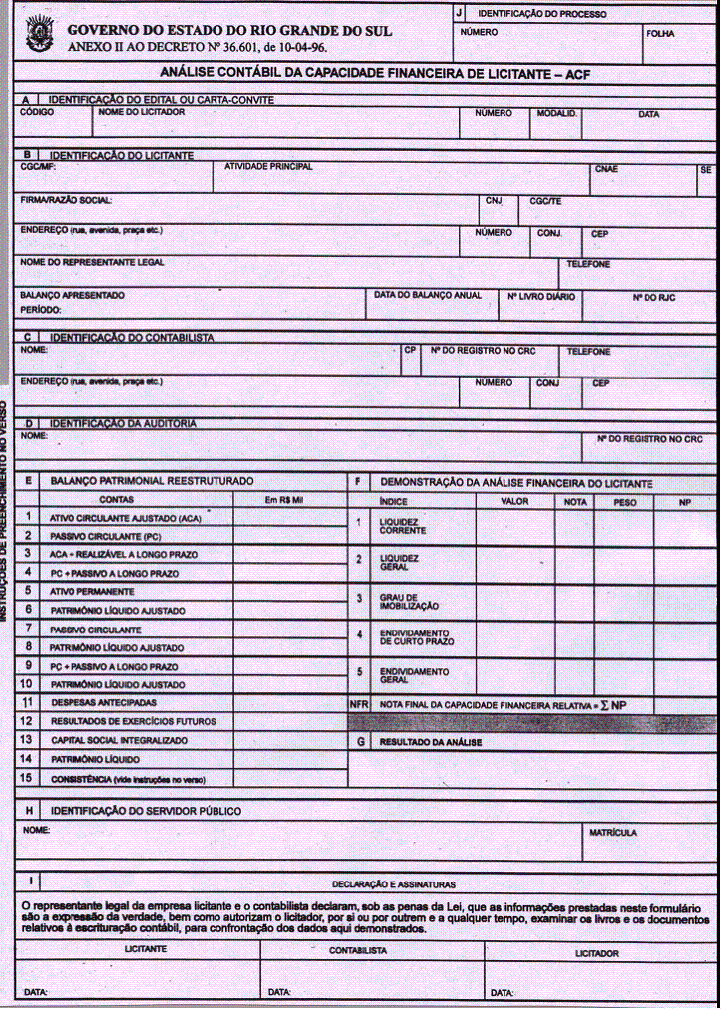 GOVERNO DO ESTADO DO RIO GRANDE DO SUL
ANEXO II AO DECRETO Nº 36.601, de 10-04-96.
J IDENTIFICAÇÃO DO PROCESSO
NÚMERO FOLHA
ANÁLISE CONTÁBIL DA CAPACIDADE FINANCEIRA DE LICITANTE – ACF
A IDENTIFICAÇÃO DO EDITAL OU CARTA-CONVITE
CÓDIGO NOME DO LICITADOR NÚMERO MODALID. DATA
B IDENTIFICAÇÃO DO LICITANTE
CGC/MF: ATIVIDADE PRINCIPAL CNAE SE
FIRMA/RAZÃO SOCIAL: CNJ CGC/TE
ENDEREÇO (rua, avenida, praça etc.) NÚMERO CONJ. CEP
NOME DO REPRESENTANTE LEGAL TELEFONE
BALANÇO APRESENTADO DATA DO BALANÇO ANUAL Nº LIVRO DIÁRIO Nº DO RJC
PERÍODO:
C IDENTIFICAÇÃO DO CONTABILISTA
NOME: CP Nº DO REGISTRO NO CRC TELEFONE
ENDEREÇO (rua, avenida, praça etc.) NÚMERO CONJ CEP
D IDENTIFICAÇÃO DA AUDITORIA
NOME: Nº DO REGISTRO NO CRC
INSTRUÇÕES DE PREENCHIMENTO NO VERSO
E BALANÇO PATRIMONIAL REESTRUTURADO
CONTAS Em R$ Mil
1 ATIVO CIRCULANTE AJUSTADO (ACA)
2 PASSIVO CIRCULANTE (PC)
3 ACA + REALIZÁVEL A LONGO PRAZO
4 PC + PASSIVO A LONGO PRAZO
5 ATIVO PERMANENTE
6 PATRIMÔNIO LÍQUIDO AJUSTADO
7 PASSIVO CIRCULANTE
8 PATRIMÔNIO LÍQUIDO AJUSTADO
9 PC + PASSIVO A LONGO PRAZO
10 PATRIMÔNIO LÍQUIDO AJUSTADO
11 DESPESAS ANTECIPADAS
12 RESULTADOS DE EXERCÍCIOS FUTUROS
13 CAPITAL SOCIAL INTEGRALIZADO
14 PATRIMÔNIO LÍQUIDO
15 CONSISTÊNCIA (vide instruções no verso)
F DEMONSTRAÇÃO DA ANÁLISE FINANCEIRA DO LICITANTE
ÍNDICE VALOR NOTA PESO NP
1 LIQUIDEZ
CORRENTE
2 LIQUIDEZ
GERAL
3 GRAU DE
IMOBILIZAÇÃO
4 ENDIVIDAMENTO
DE CURTO PRAZO
5 ENDIVIDAMENTO
GERAL
NFR NOTA FINAL DA CAPACIDADE FINANCEIRA RELATIVA = Σ NP
G RESULTADO DA ANÁLISE
H IDENTIFICAÇÃO DO SERVIDOR PÚBLICO
NOME: MATRÍCULA
I DECLARAÇÃO E ASSINATURAS
O representante legal da empresa licitante e o contabilista declaram, sob as penas da Lei, que as informações prestadas neste formulário
são a expressão da verdade, bem como autorizam o licitador, por si ou por outrem e a qualquer tempo, examinar os livros e os documentos
relativos à escrituração contábil, para confrontação dos dados aqui demonstrados.
LICITANTE CONTABILISTA LICITADOR
DATA: DATA: DATA: